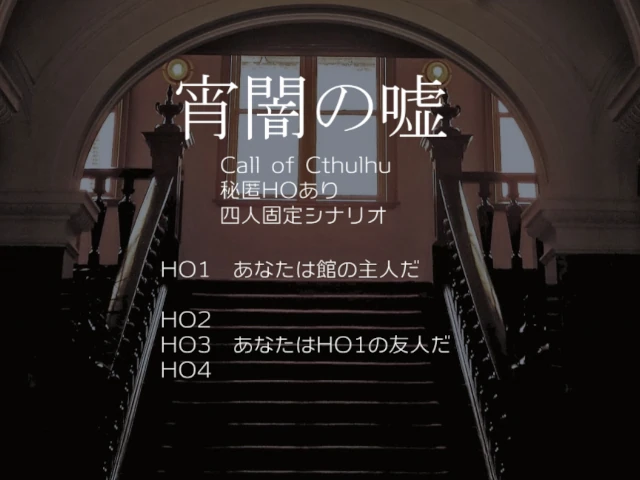 宵闇の嘘
Call of Cthulhu
秘匿HOあり
四人固定シナリオ
HO1　あなたは館の主人だ
HO2
HO3　あなたはHO1の友人だ
HO4